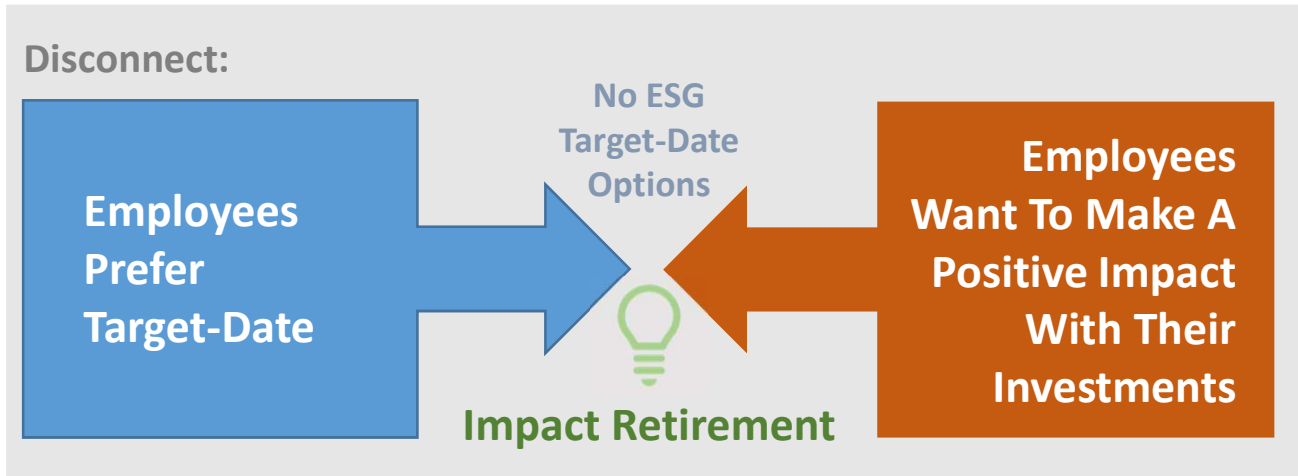 Disconnect:
Employees
Prefer
Target-Date
No ESG
Target-Date
Options
Impact Retirement
Employees
Want To Make A
Positive Impact
With Their
Investments